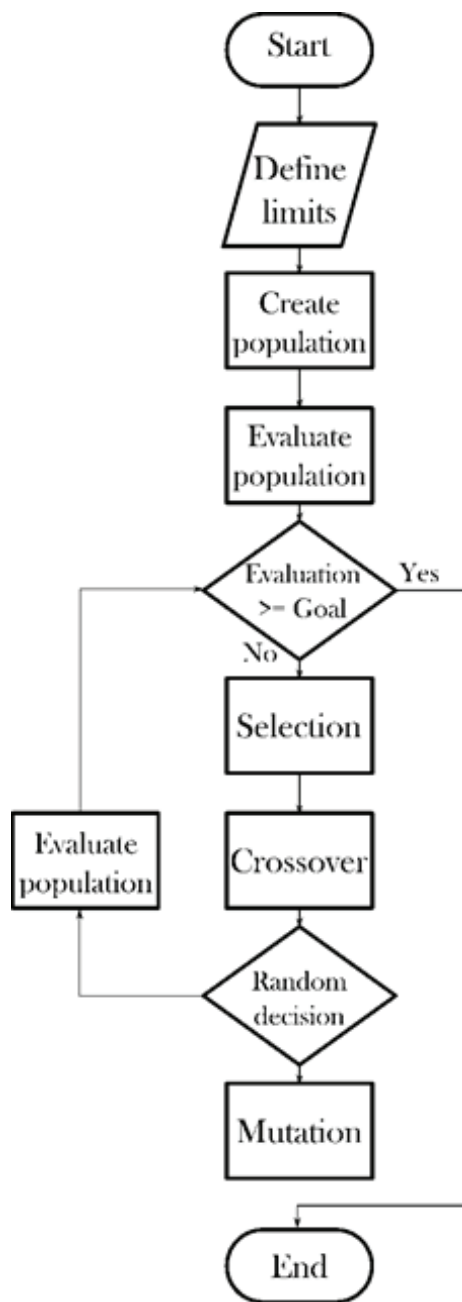 Start
Define
limits
Create
population
Evaluate
population
Evaluation
>= Goal
Yes
No
Selection
Evaluate
population
Crossover
Random
decision
Mutation
End